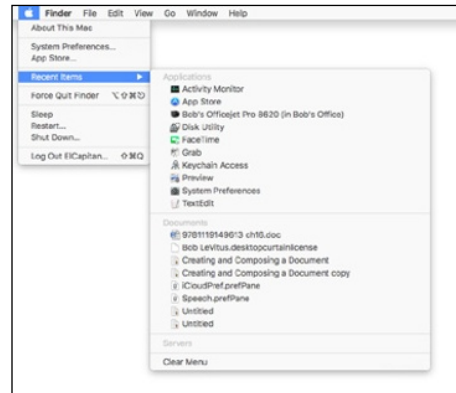 Finder File Edit View Go Window Help
About This Mac
System Preferences...
App Store...
Recent Items
Force Quit Finder ⌥⇧⌘⎋
Sleep
Restart...
Shut Down...
Log Out ElCapitan... ⇧⌘Q
Applications
Activity Monitor
App Store
Bob's Officejet Pro 8620 (in Bob's Office)
Disk Utility
FaceTime
Grab
Keychain Access
Preview
System Preferences
TextEdit
Documents
9781119149613 ch16.doc
Bob LeVitus.desktopcurtainlicense
Creating and Composing a Document
Creating and Composing a Document copy
iCloudPref.prefPane
Speech.prefPane
Untitled
Untitled
Servers
Clear Menu